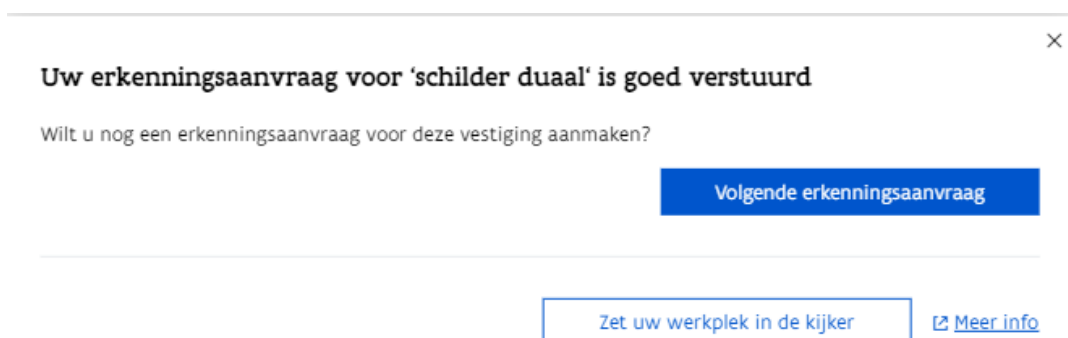 Uw erkenningsaanvraag voor ‘schilder duaal‘ is goed verstuurd
Wilt u nog een erkenningsaanvraag voor deze vestiging aanmaken?
Volgende erkenningsaanvraag
Zet uw werkplek in de kijker
Meer info